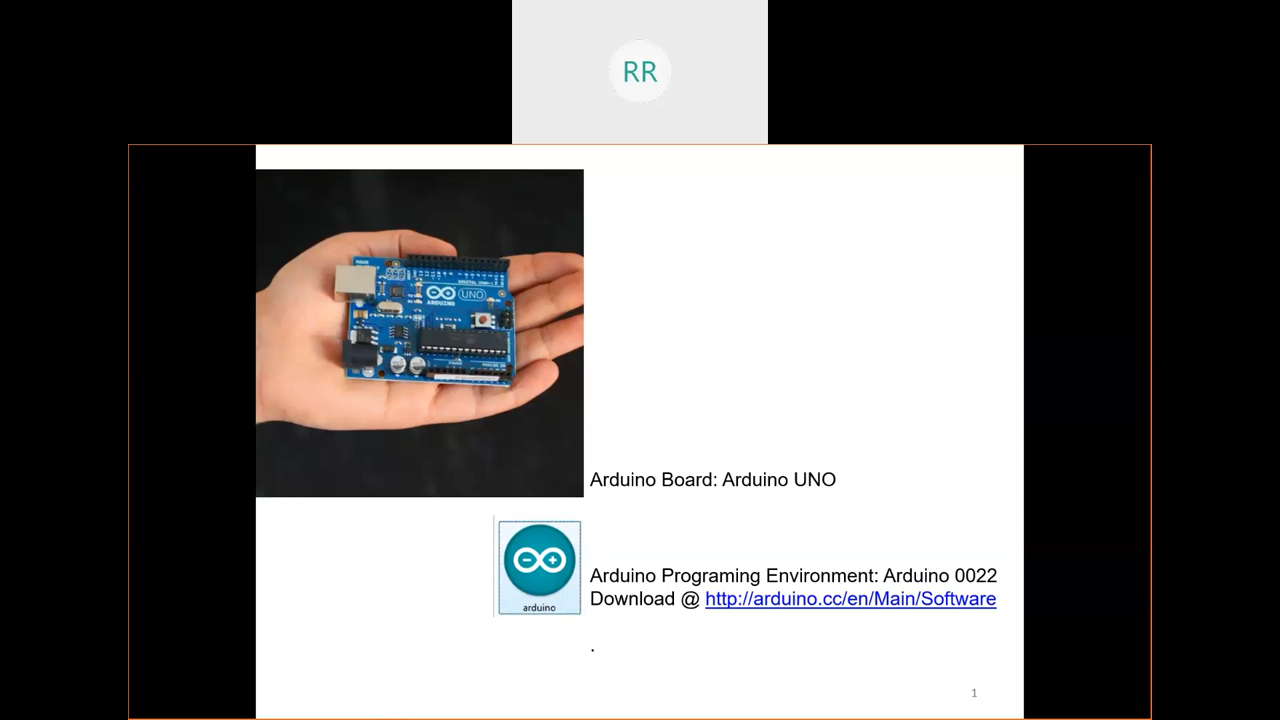 RR
ARDUINO
UNO
Arduino Board: Arduino UNO
arduino
Arduino Programing Environment: Arduino 0022
Download @ http://arduino.cc/en/Main/Software
.
1